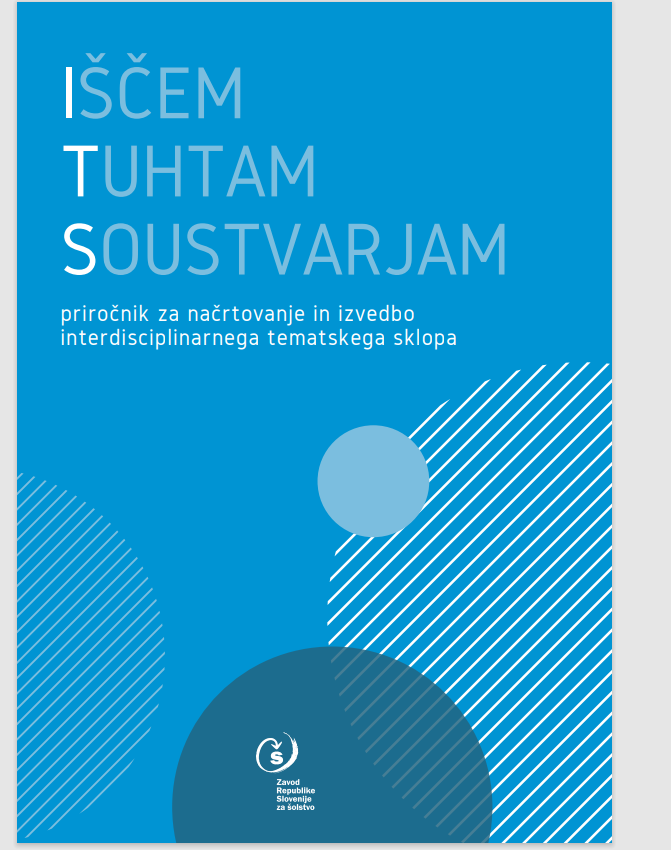 IŠČEM
TUHTAM
SOUSTVARJAM
priročnik za načrtovanje in izvedbo
interdisciplinarnega tematskega sklopa
š
Zavod
Republike
Slovenije
za šolstvo